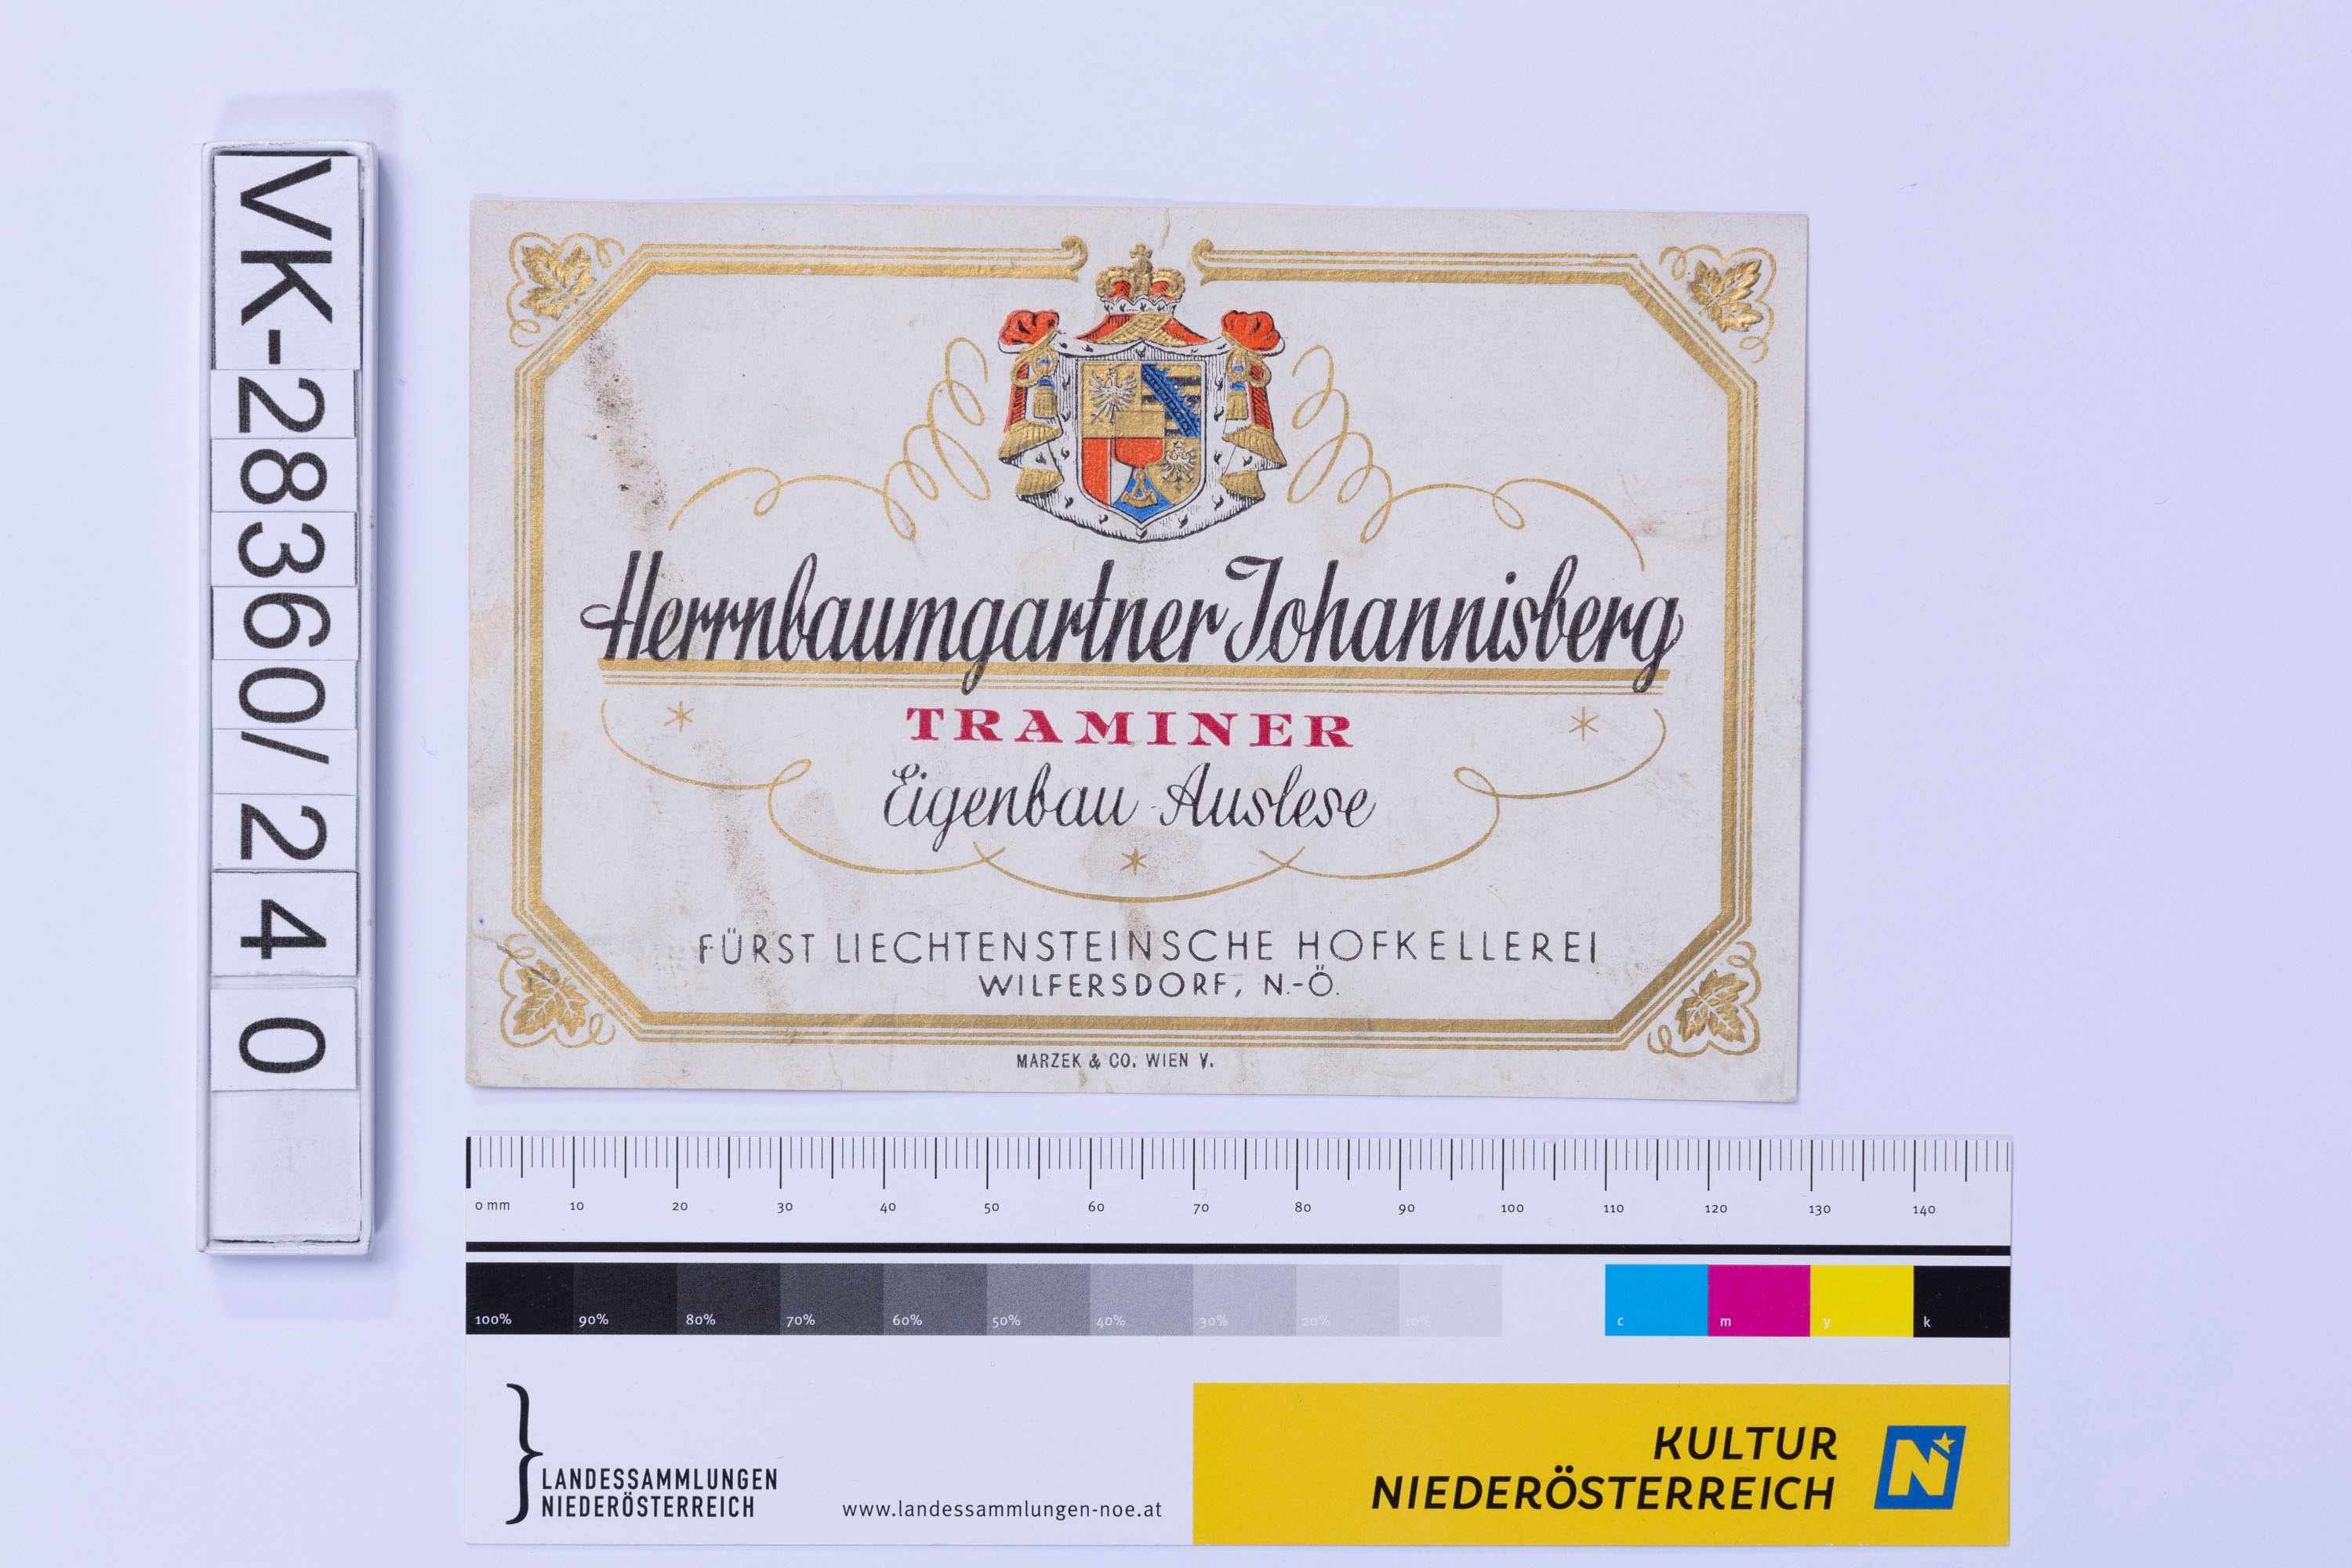 VK-28360/240
Herrnbaumgartner Johannisberg
TRAMINER
Eigenbau-Auslese
FÜRST LIECHTENSTEINSCHE HOFKELLEREI
WILFERSDORF, N.-Ö.
MARZEK & CO. WIEN V.
0 mm 10 20 30 40 50 60 70 80 90 100 110 120 130 140
100% 90% 80% 70% 60% 50% 40% 30% 20% 10% c m y k
LANDESSAMMLUNGEN
NIEDERÖSTERREICH
www.landessammlungen-noe.at
KULTUR
NIEDERÖSTERREICH
N